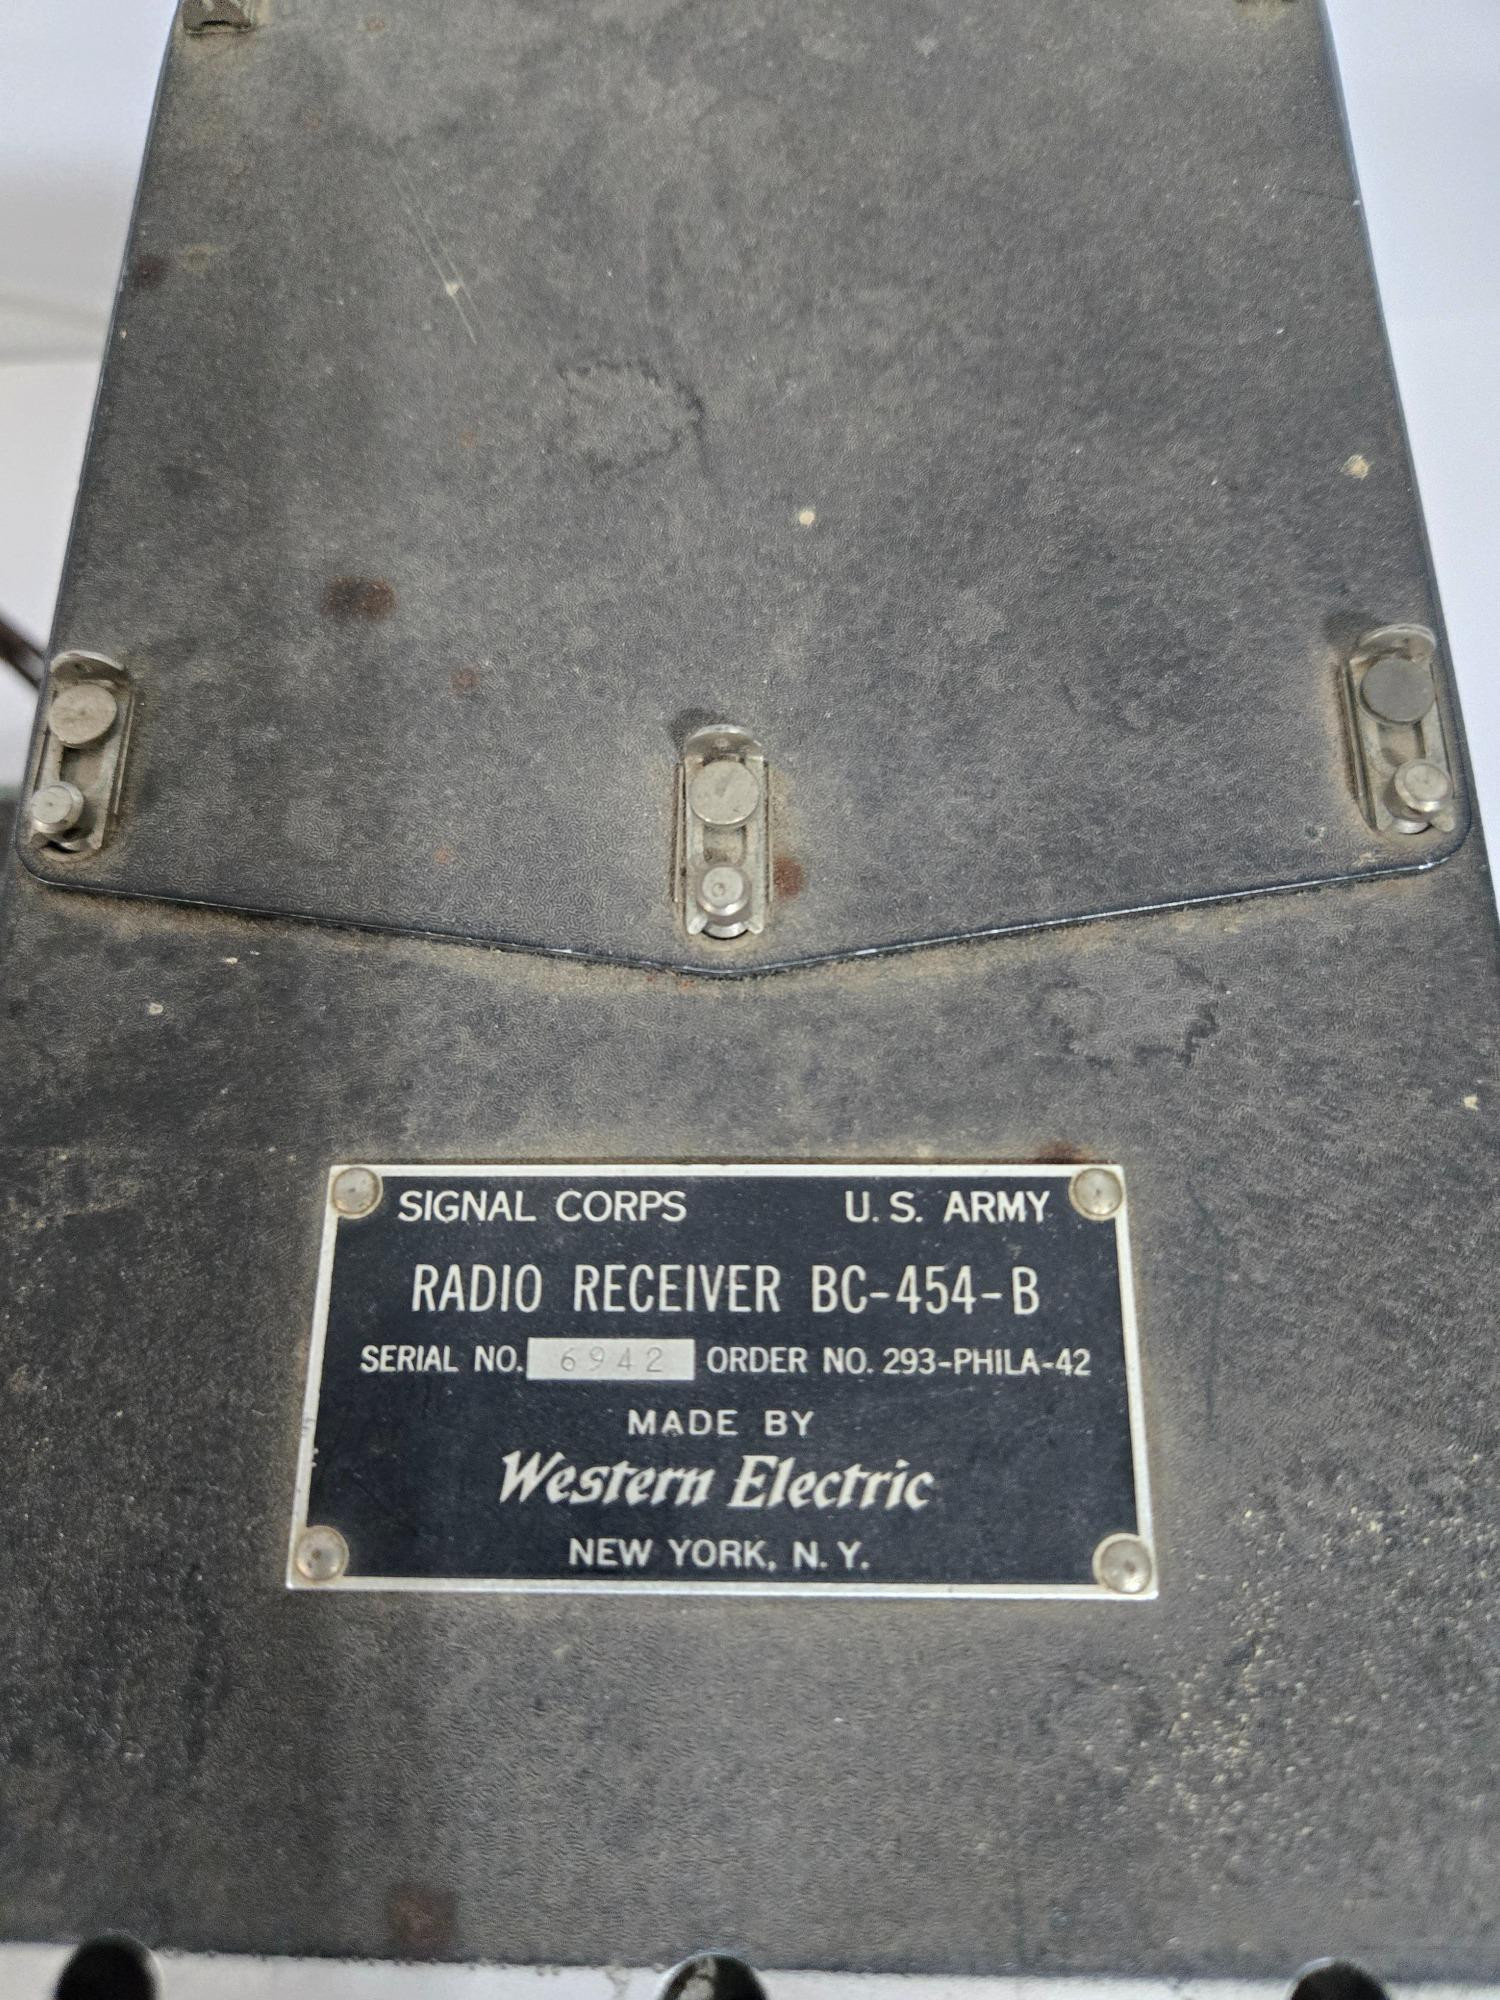 SIGNAL CORPS U.S. ARMY
RADIO RECEIVER BC-454-B
SERIAL NO. 6942 ORDER NO. 293-PHILA-42
MADE BY
Western Electric
NEW YORK, N.Y.